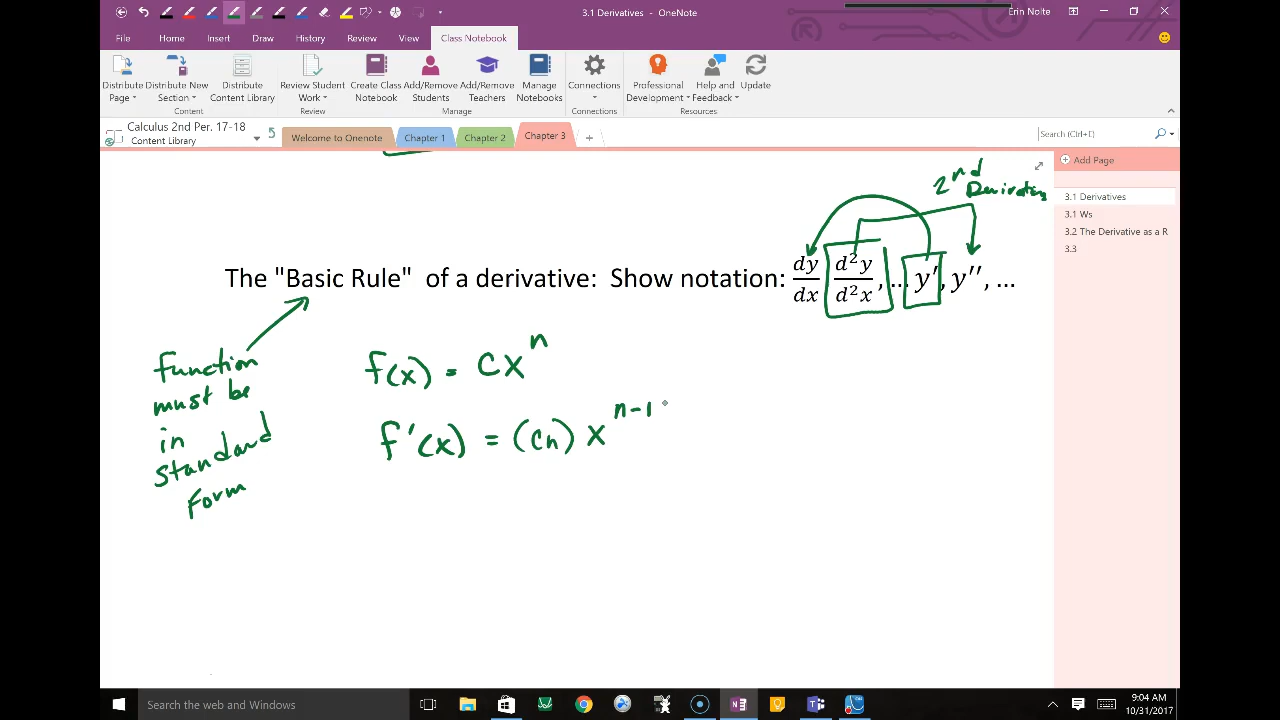 3.1 Derivatives - OneNote
Erin Nolte
File Home Insert Draw History Review View Class Notebook
Distribute Page Distribute New Section Distribute Content Library Review Student Work Create Class Notebook Add/Remove Students Add/Remove Teachers Manage Notebooks Connections Professional Development Help and Feedback Update
Content Manage Connections Resources
Calculus 2nd Per. 17-18
Content Library
Welcome to Onenote Chapter 1 Chapter 2 Chapter 3 +
Search (Ctrl+E)
Add Page
3.1 Derivatives
3.1 Ws
3.2 The Derivative as a R
3.3
2nd
Derivative
The "Basic Rule" of a derivative: Show notation: dy/dx d²y/d²x, ... y′, y′′, ...
function
must be
in
standard
form
f(x) = cx^n
f'(x) = (cn) x^n-1
Search the web and Windows
9:04 AM
10/31/2017